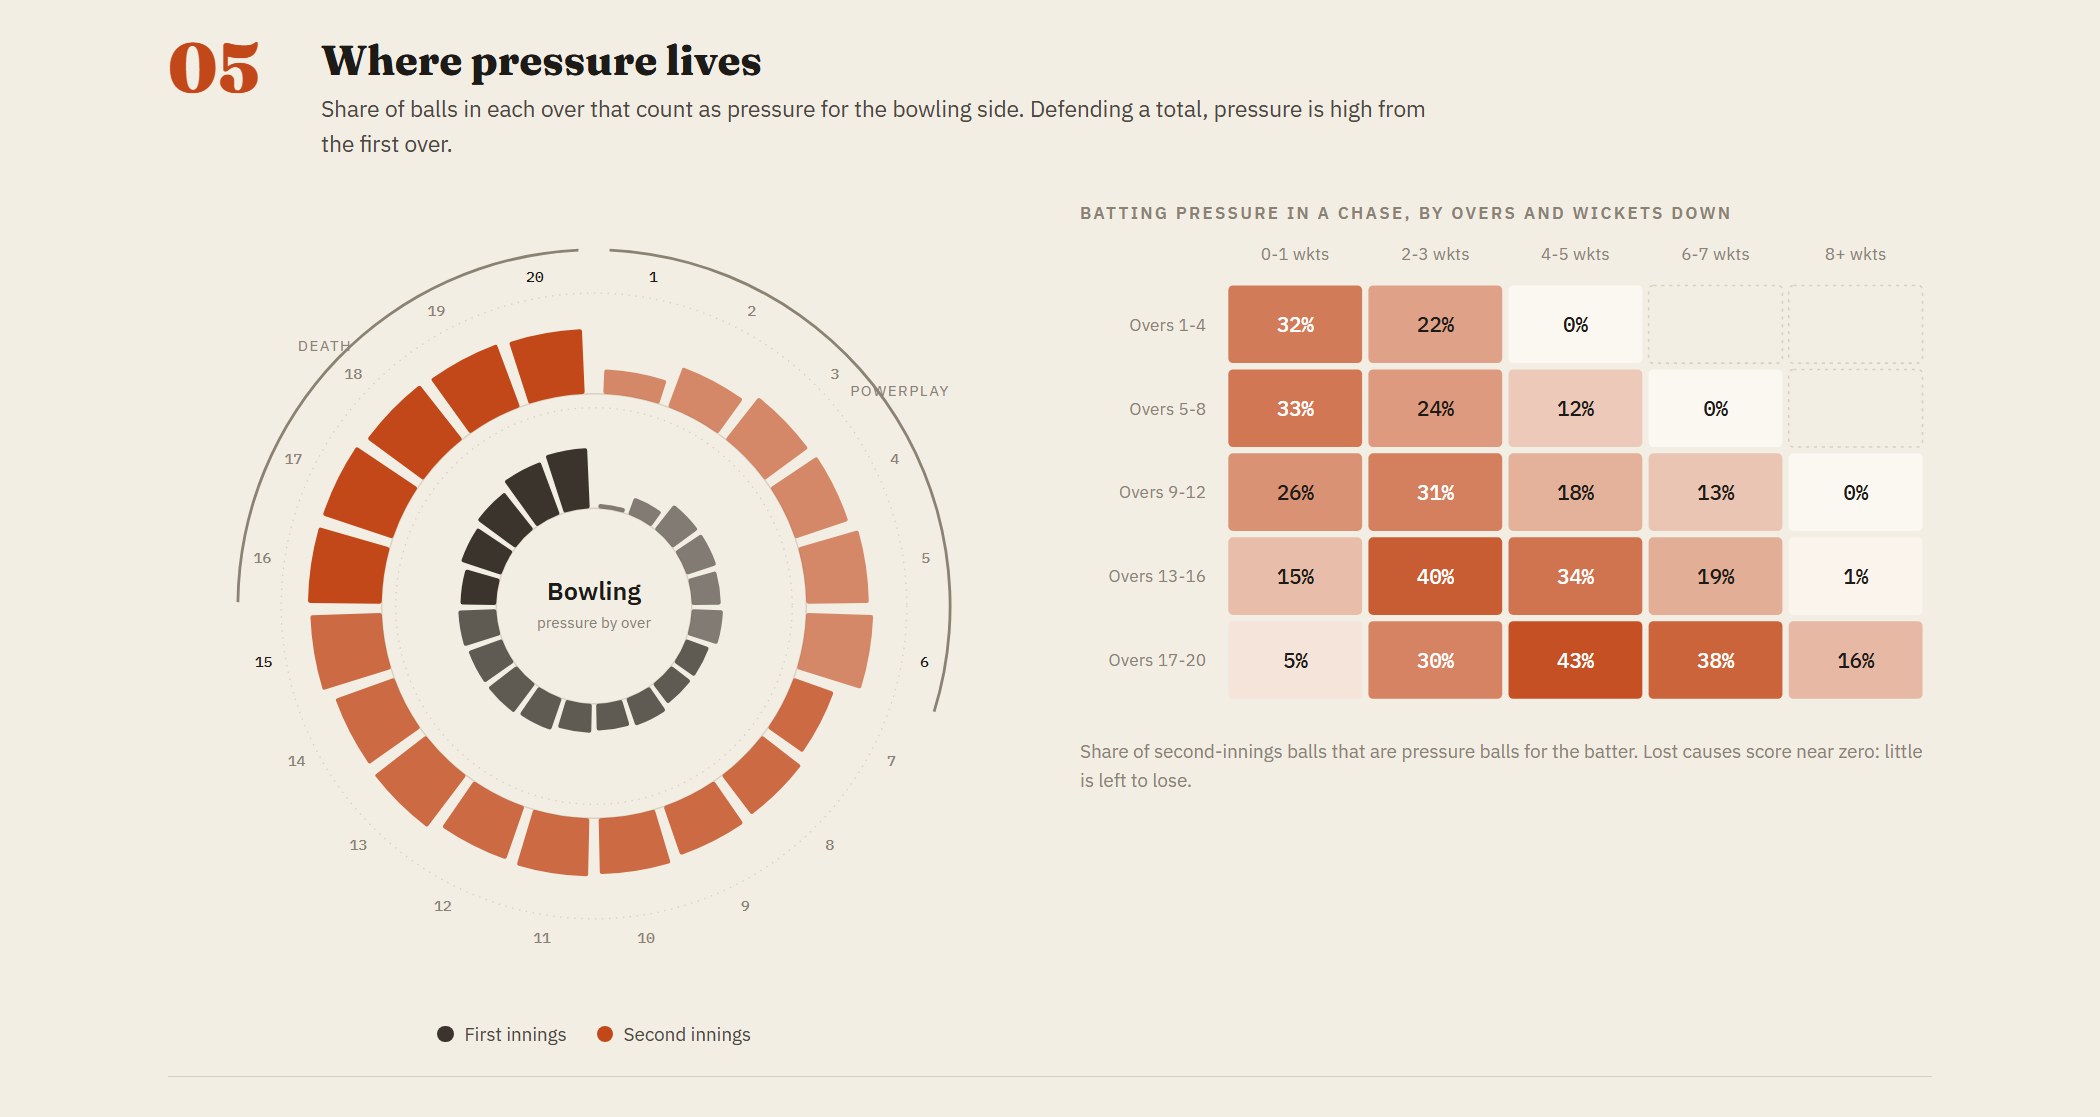 05
Where pressure lives
Share of balls in each over that count as pressure for the bowling side. Defending a total, pressure is high from
the first over.
20
1
19
2
DEATH
18
3
POWERPLAY
17
4
16
5
15
6
14
7
13
8
12
9
11
10
Bowling
pressure by over
First innings
Second innings
BATTING PRESSURE IN A CHASE, BY OVERS AND WICKETS DOWN
0-1 wkts 2-3 wkts 4-5 wkts 6-7 wkts 8+ wkts
Overs 1-4 32% 22% 0%
Overs 5-8 33% 24% 12% 0%
Overs 9-12 26% 31% 18% 13% 0%
Overs 13-16 15% 40% 34% 19% 1%
Overs 17-20 5% 30% 43% 38% 16%
Share of second-innings balls that are pressure balls for the batter. Lost causes score near zero: little
is left to lose.